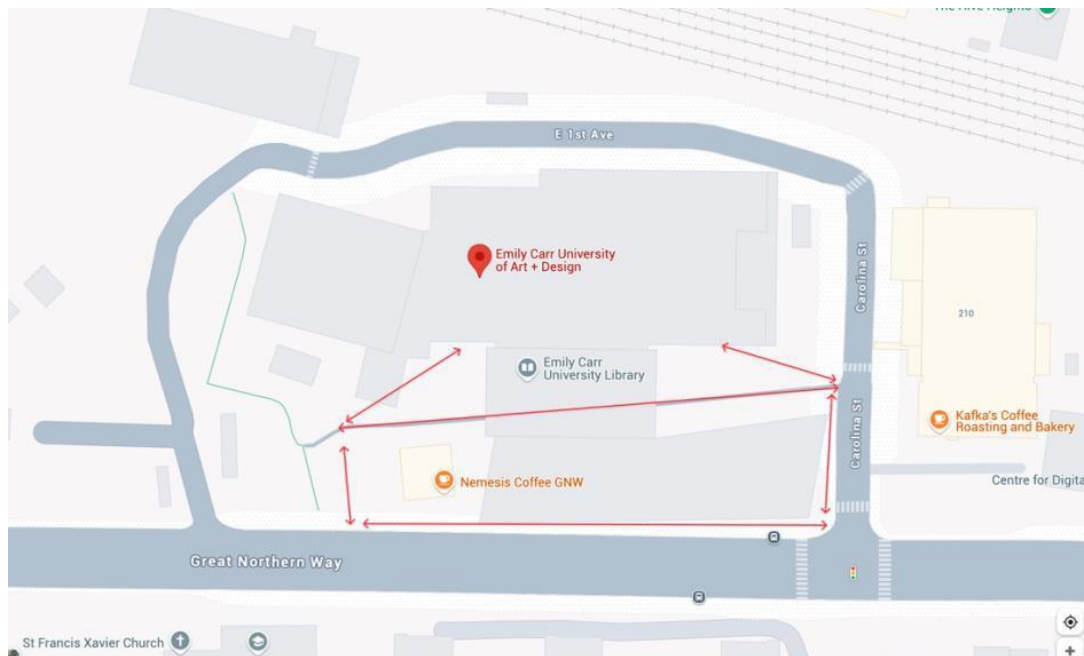 The Hive Heights
E 1st Ave
Emily Carr University
of Art + Design
Carolina St
210
Emily Carr
University Library
Carolina St
Kafka's Coffee
Roasting and Bakery
Nemesis Coffee GNW
Centre for Digita
Great Northern Way
St Francis Xavier Church